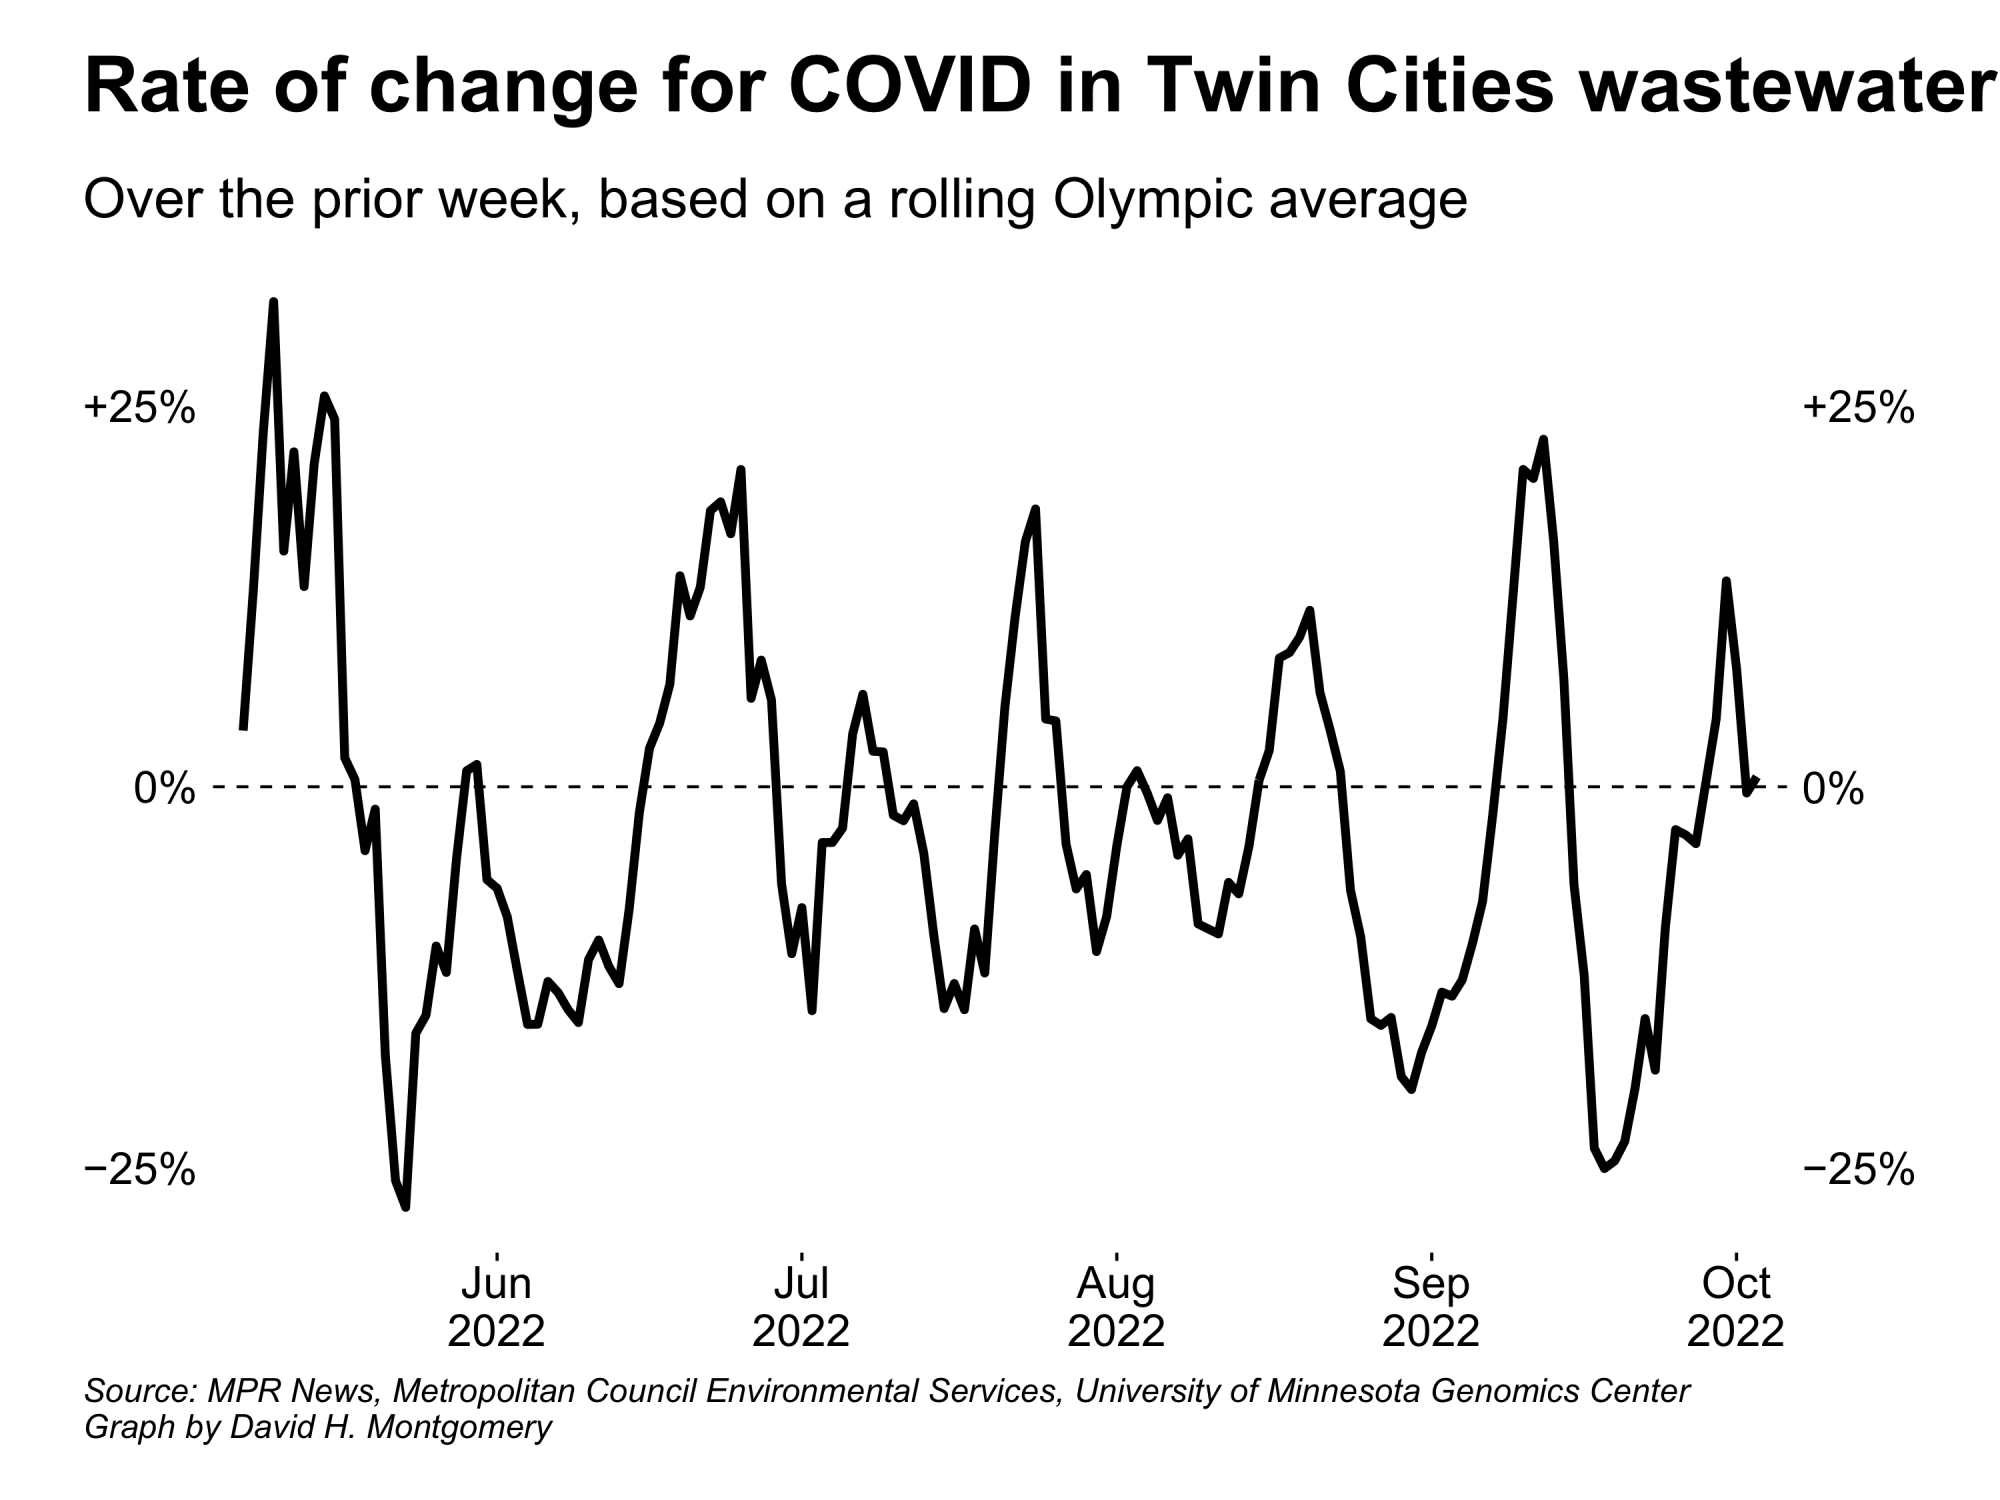 Rate of change for COVID in Twin Cities wastewater
Over the prior week, based on a rolling Olympic average
+25%
+25%
0%
0%
−25%
−25%
Jun
2022
Jul
2022
Aug
2022
Sep
2022
Oct
2022
Source: MPR News, Metropolitan Council Environmental Services, University of Minnesota Genomics Center
Graph by David H. Montgomery